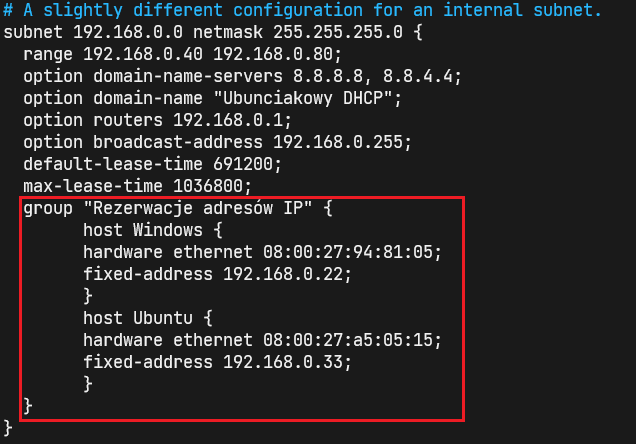 # A slightly different configuration for an internal subnet.
subnet 192.168.0.0 netmask 255.255.255.0 {
  range 192.168.0.40 192.168.0.80;
  option domain-name-servers 8.8.8.8, 8.8.4.4;
  option domain-name "Ubunciakowy DHCP";
  option routers 192.168.0.1;
  option broadcast-address 192.168.0.255;
  default-lease-time 691200;
  max-lease-time 1036800;
  group "Rezerwacje adresów IP" {
        host Windows {
        hardware ethernet 08:00:27:94:81:05;
        fixed-address 192.168.0.22;
        }
        host Ubuntu {
        hardware ethernet 08:00:27:a5:05:15;
        fixed-address 192.168.0.33;
        }
  }
}